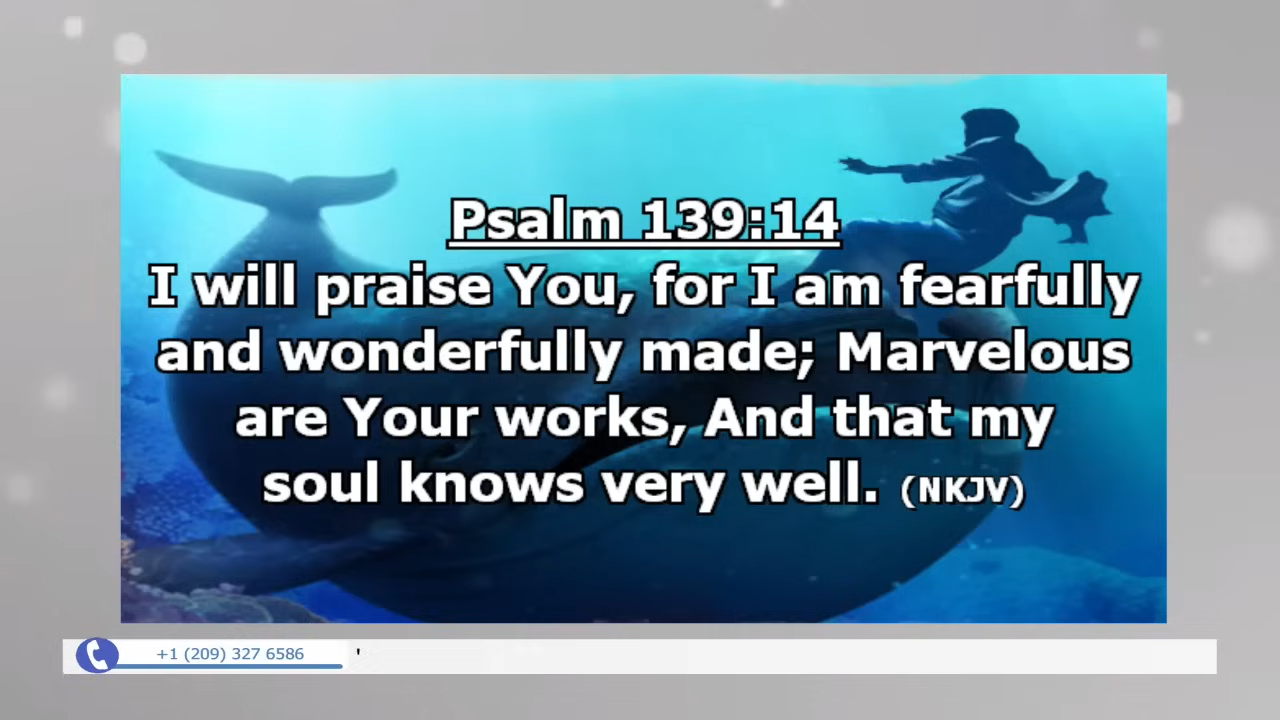 Psalm 139:14
I will praise You, for I am fearfully
and wonderfully made; Marvelous
are Your works, And that my
soul knows very well. (NKJV)
+1 (209) 327 6586 '